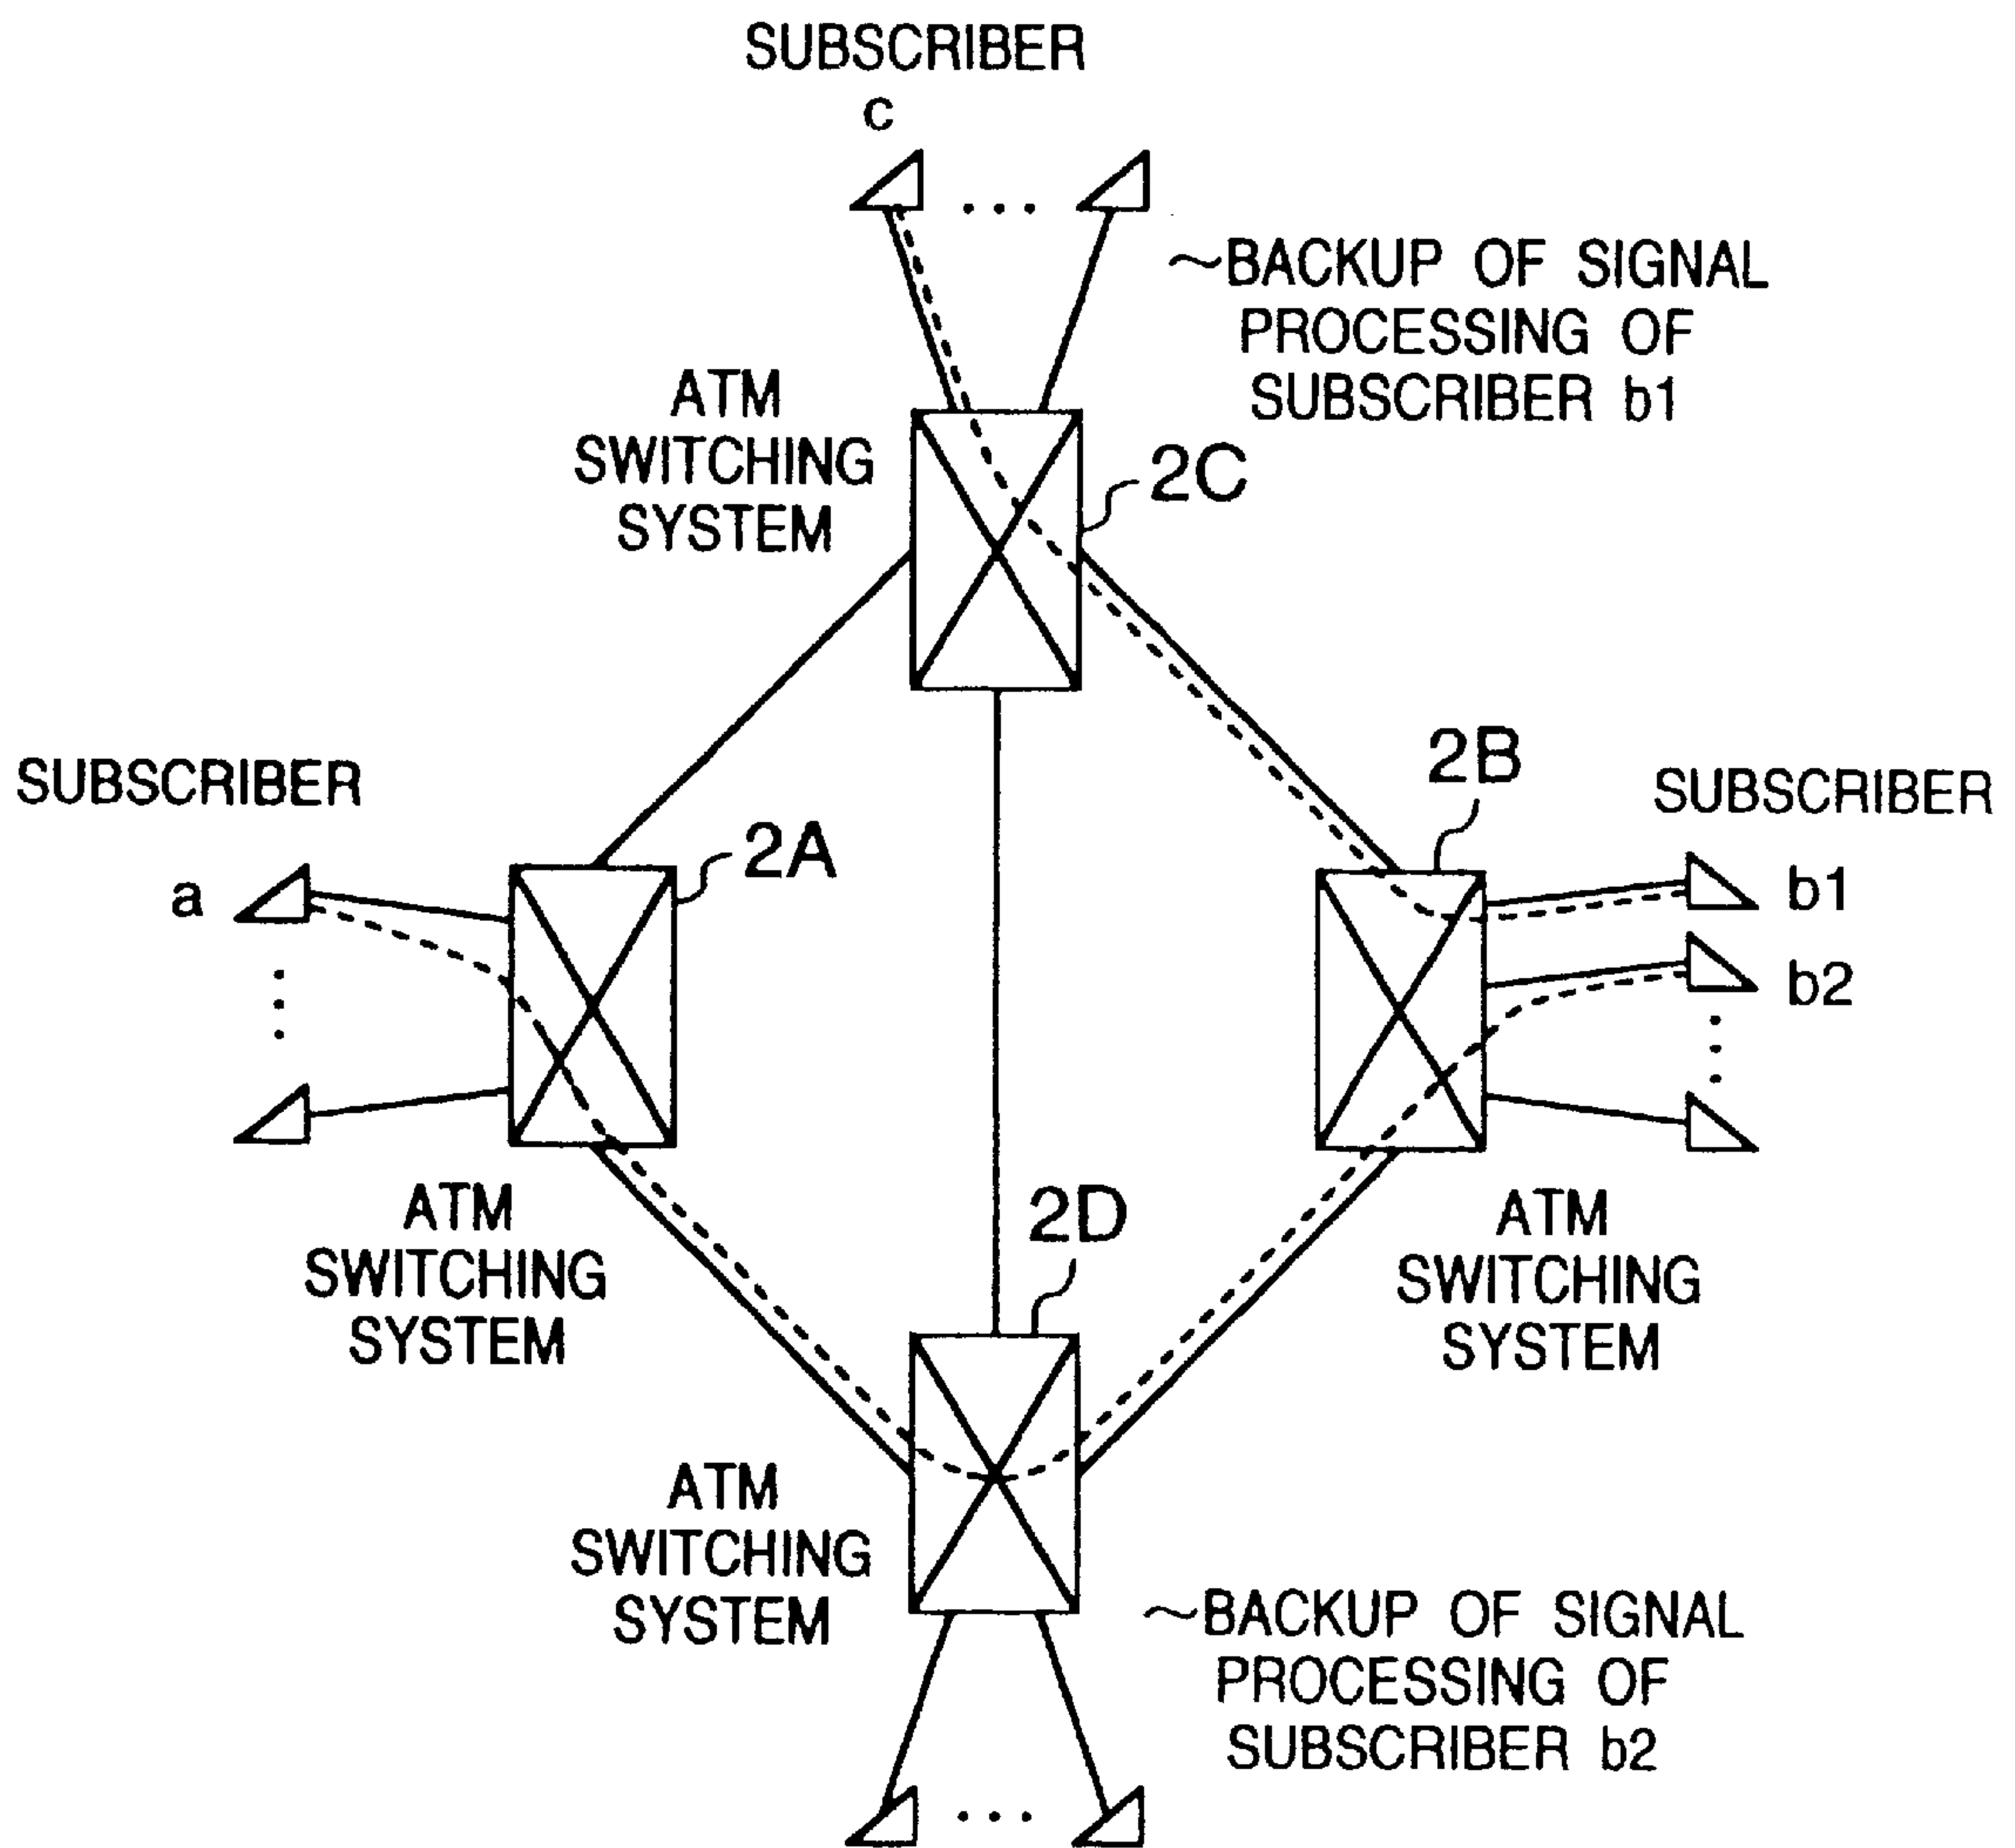 SUBSCRIBER
c
~BACKUP OF SIGNAL
PROCESSING OF
SUBSCRIBER b1
ATM
SWITCHING
SYSTEM
2C
SUBSCRIBER
2B
SUBSCRIBER
a
2A
b1
b2
ATM
SWITCHING
SYSTEM
2D
ATM
SWITCHING
SYSTEM
ATM
SWITCHING
SYSTEM
~BACKUP OF SIGNAL
PROCESSING OF
SUBSCRIBER b2